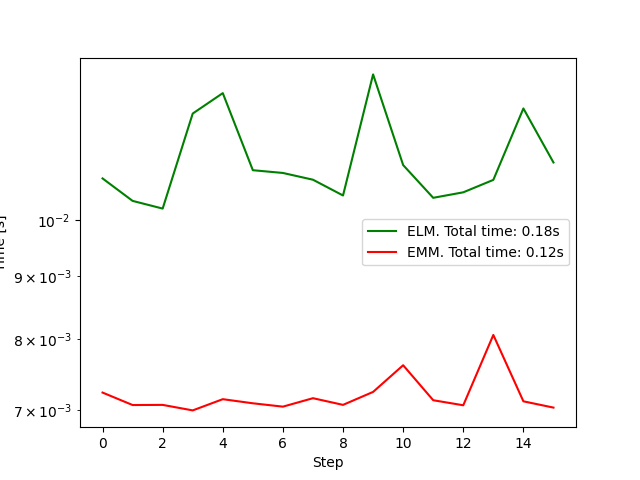 Time [s]
10⁻²
9 × 10⁻³
8 × 10⁻³
7 × 10⁻³
ELM. Total time: 0.18s
EMM. Total time: 0.12s
0 2 4 6 8 10 12 14
Step